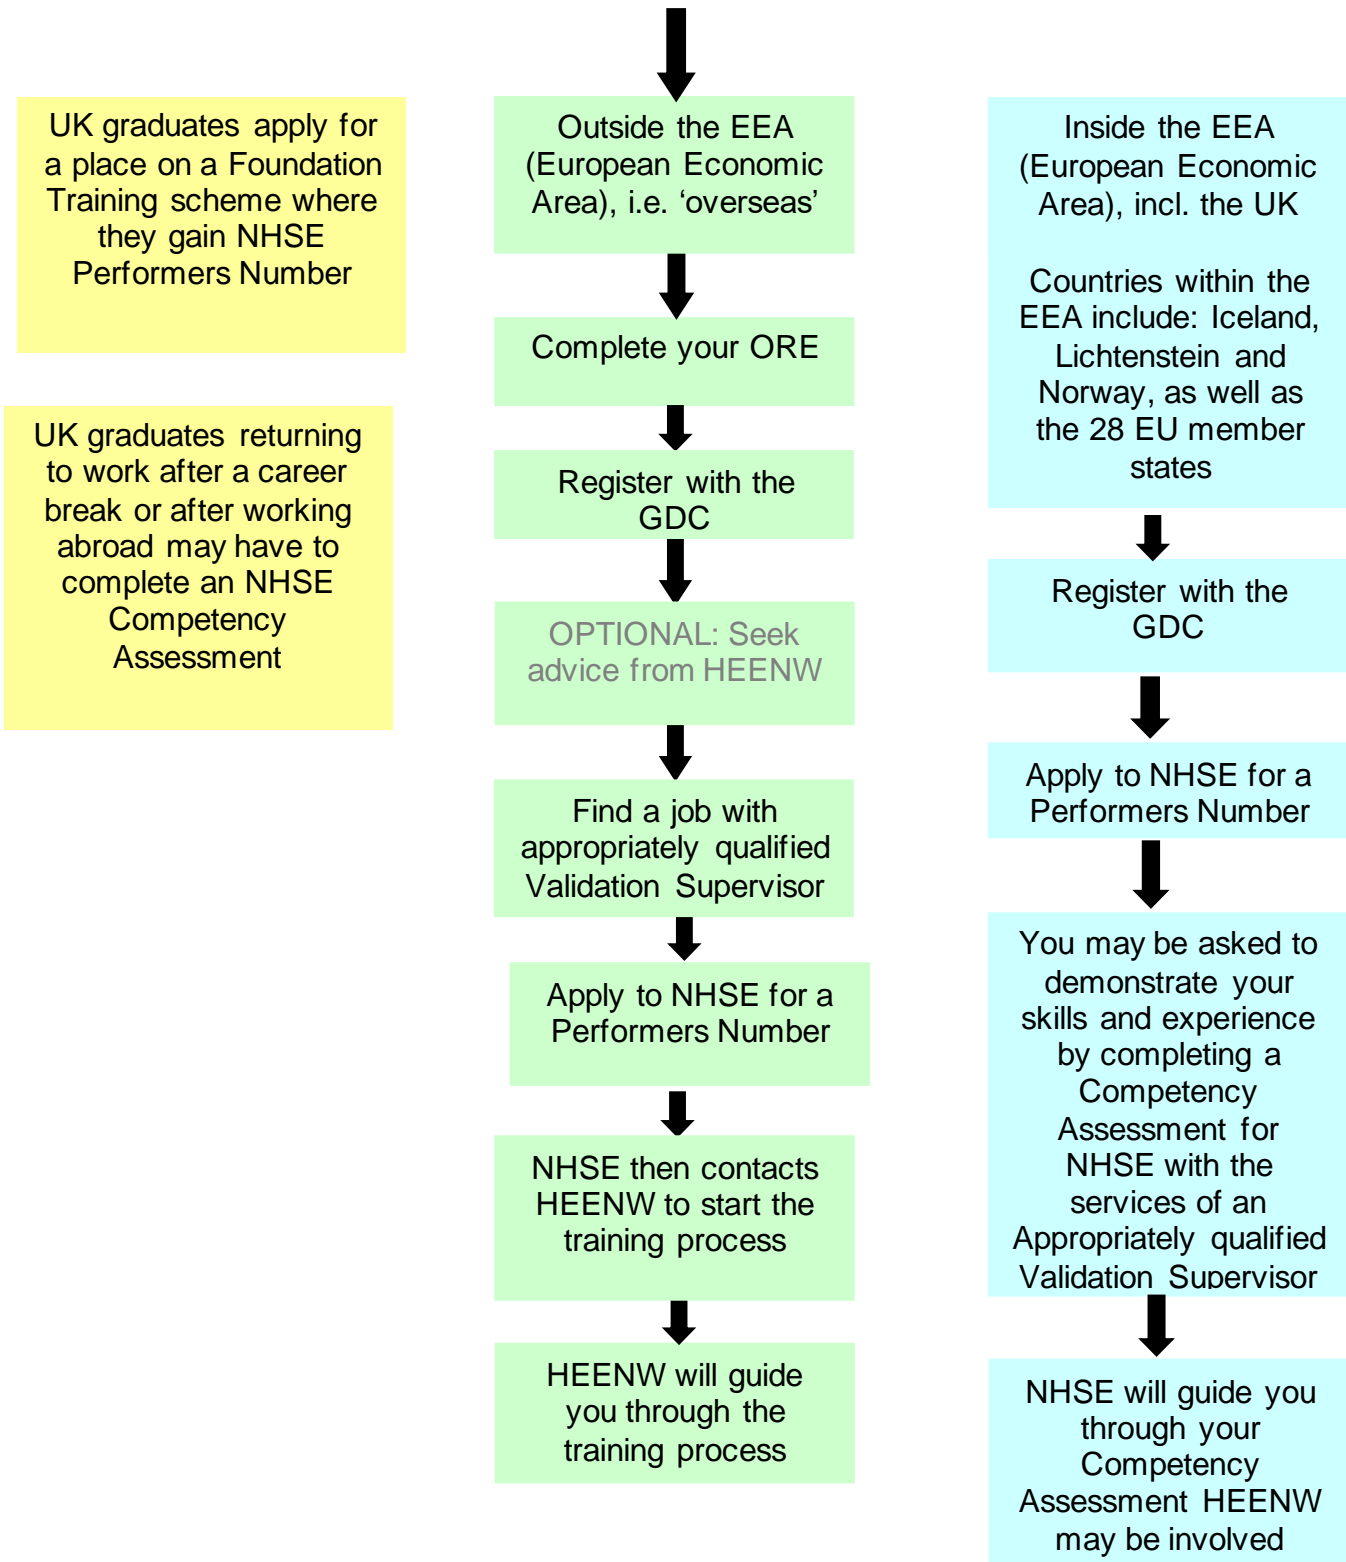 UK graduates apply for
a place on a Foundation
Training scheme where
they gain NHSE
Performers Number
UK graduates returning
to work after a career
break or after working
abroad may have to
complete an NHSE
Competency
Assessment
Outside the EEA
(European Economic
Area), i.e. ‘overseas’
Complete your ORE
Register with the
GDC
OPTIONAL: Seek
advice from HEENW
Find a job with
appropriately qualified
Validation Supervisor
Apply to NHSE for a
Performers Number
NHSE then contacts
HEENW to start the
training process
HEENW will guide
you through the
training process
Inside the EEA
(European Economic
Area), incl. the UK
Countries within the
EEA include: Iceland,
Lichtenstein and
Norway, as well as
the 28 EU member
states
Register with the
GDC
Apply to NHSE for a
Performers Number
You may be asked to
demonstrate your
skills and experience
by completing a
Competency
Assessment for
NHSE with the
services of an
Appropriately qualified
Validation Supervisor
NHSE will guide you
through your
Competency
Assessment HEENW
may be involved